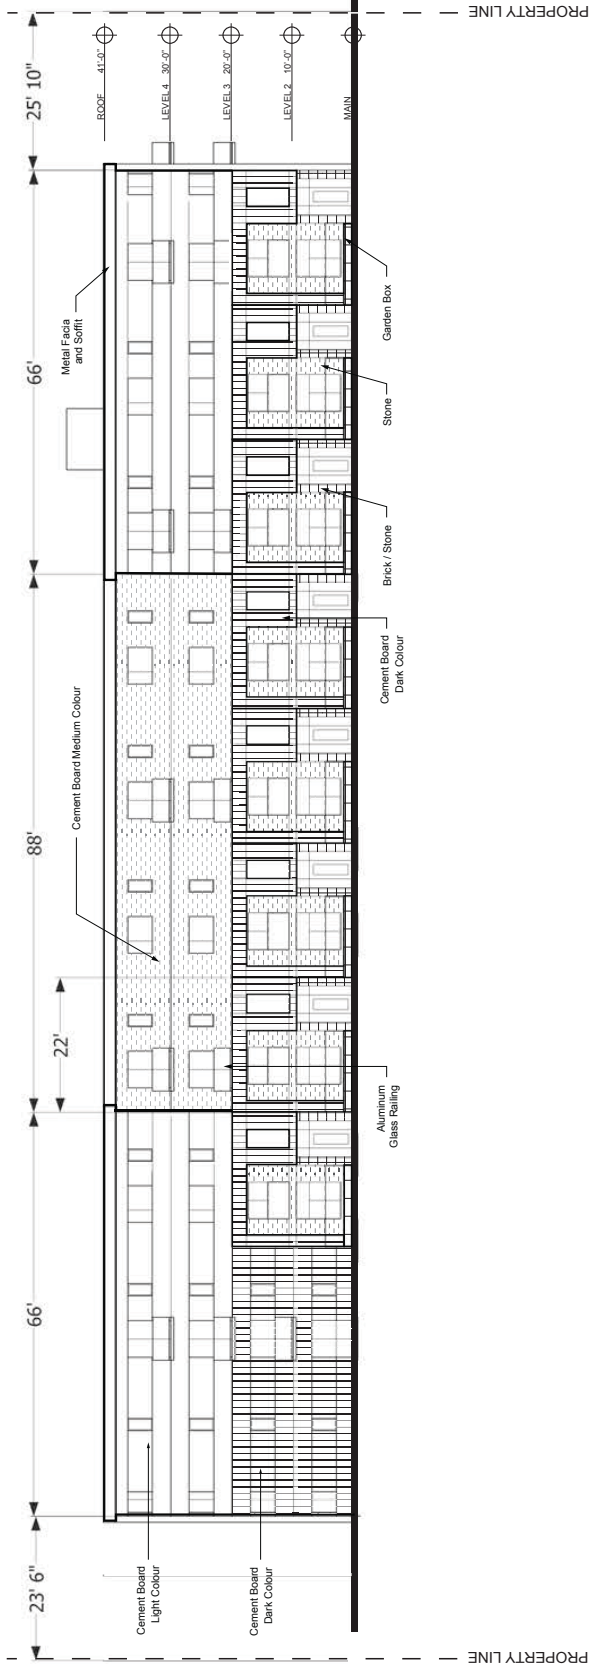 PROPERTY LINE
23' 6"
66'
88'
22'
66'
25' 10"
PROPERTY LINE
ROOF 41'-0"
LEVEL 4 30'-0"
LEVEL 3 20'-0"
LEVEL 2 10'-0"
MAIN
Cement Board
Light Colour
Cement Board
Dark Colour
Cement Board Medium Colour
Metal Facia
and Soffit
Aluminum
Glass Railing
Cement Board
Dark Colour
Brick / Stone
Stone
Garden Box